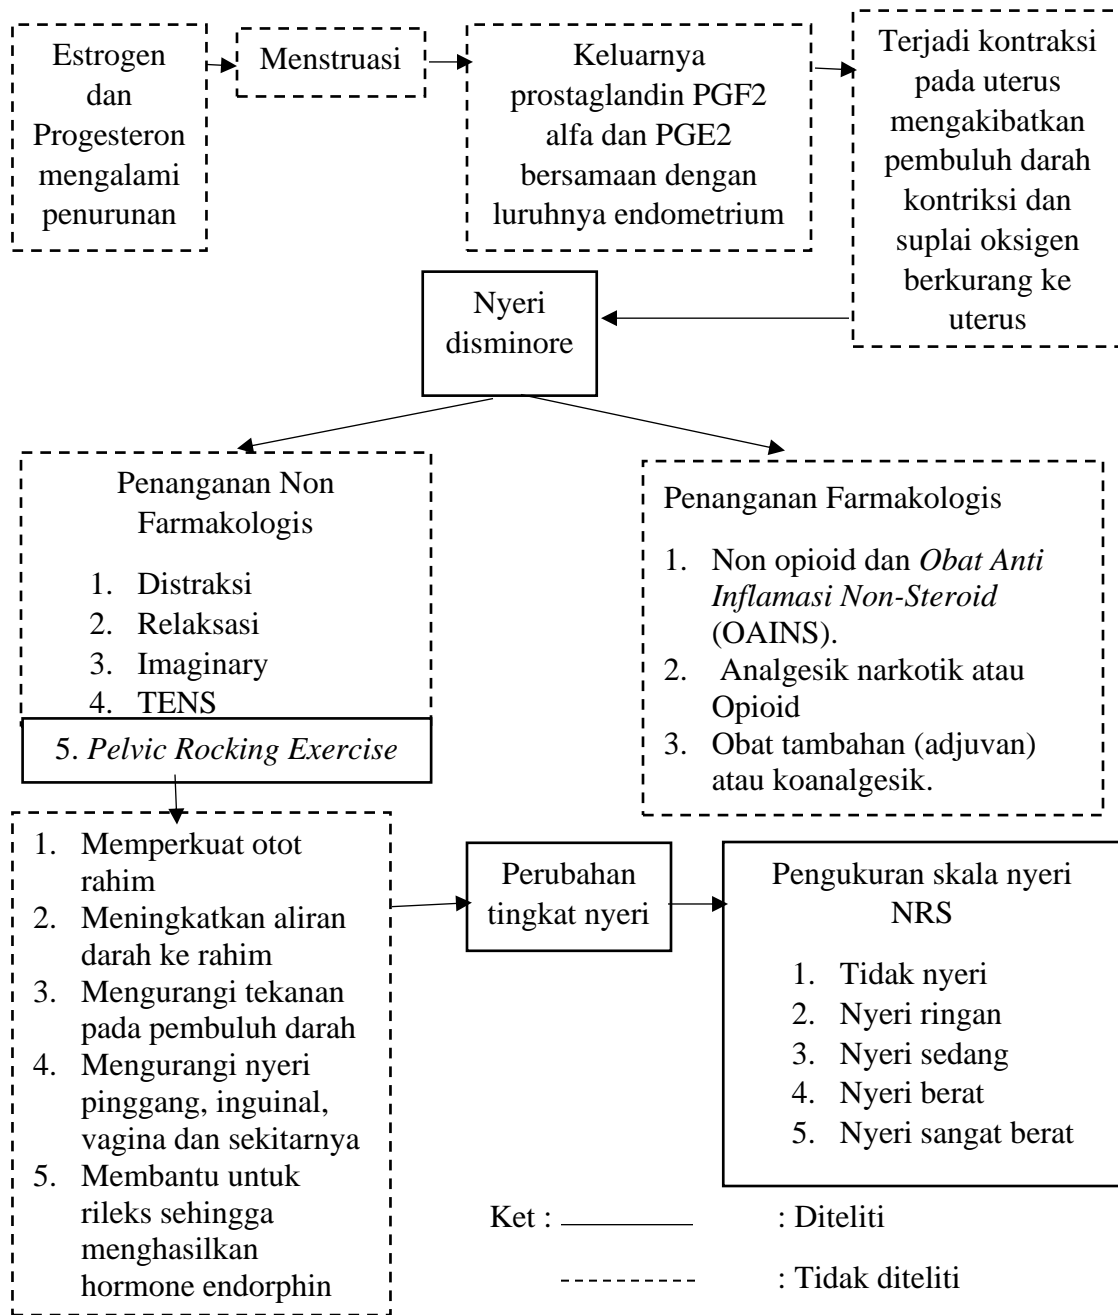 Estrogen
dan
Progesteron
mengalami
penurunan
Menstruasi
Keluarnya
prostaglandin PGF2
alfa dan PGE2
bersamaan dengan
luruhnya endometrium
Terjadi kontraksi
pada uterus
mengakibatkan
pembuluh darah
kontriksi dan
suplai oksigen
berkurang ke
uterus
Nyeri
disminore
Penanganan Non
Farmakologis
1. Distraksi
2. Relaksasi
3. Imaginary
4. TENS
5. Pelvic Rocking Exercise
Penanganan Farmakologis
1. Non opioid dan Obat Anti
Inflamasi Non-Steroid
(OAINS).
2. Analgesik narkotik atau
Opioid
3. Obat tambahan (adjuvan)
atau koanalgesik.
1. Memperkuat otot
rahim
2. Meningkatkan aliran
darah ke rahim
3. Mengurangi tekanan
pada pembuluh darah
4. Mengurangi nyeri
pinggang, inguinal,
vagina dan sekitarnya
5. Membantu untuk
rileks sehingga
menghasilkan
hormone endorphin
Perubahan
tingkat nyeri
Pengukuran skala nyeri
NRS
1. Tidak nyeri
2. Nyeri ringan
3. Nyeri sedang
4. Nyeri berat
5. Nyeri sangat berat
Ket : : Diteliti
: Tidak diteliti